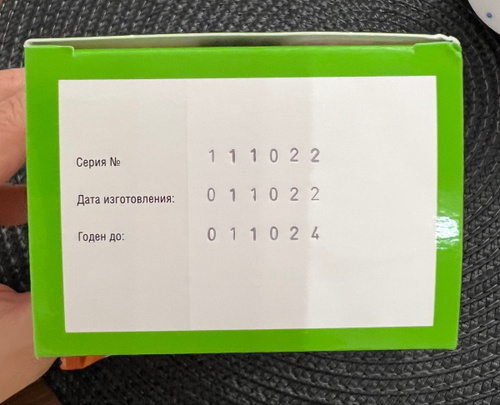 Серия № 111022
Дата изготовления: 011022
Годен до: 011024